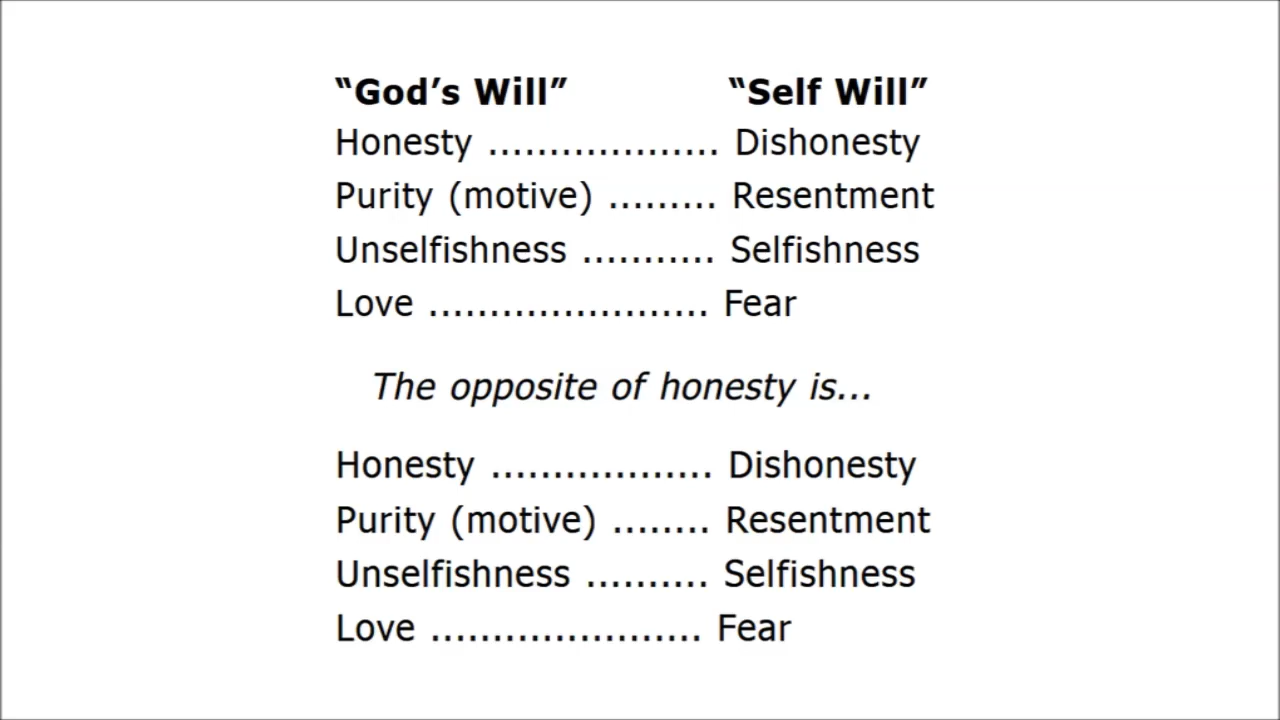 “God’s Will” “Self Will”
Honesty ................... Dishonesty
Purity (motive) ......... Resentment
Unselfishness ........... Selfishness
Love ....................... Fear
The opposite of honesty is...
Honesty .................. Dishonesty
Purity (motive) ........ Resentment
Unselfishness .......... Selfishness
Love ...................... Fear